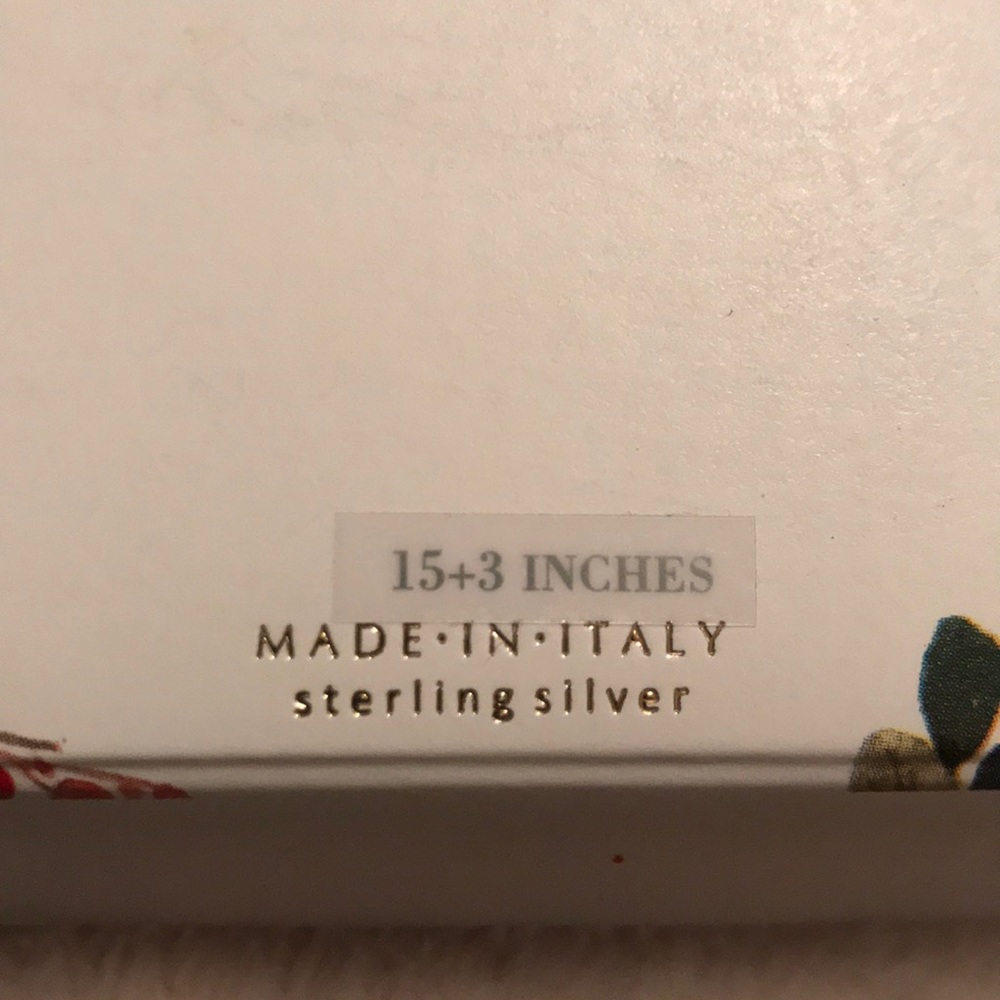 15+3 INCHES
MADE·IN·ITALY
sterling silver